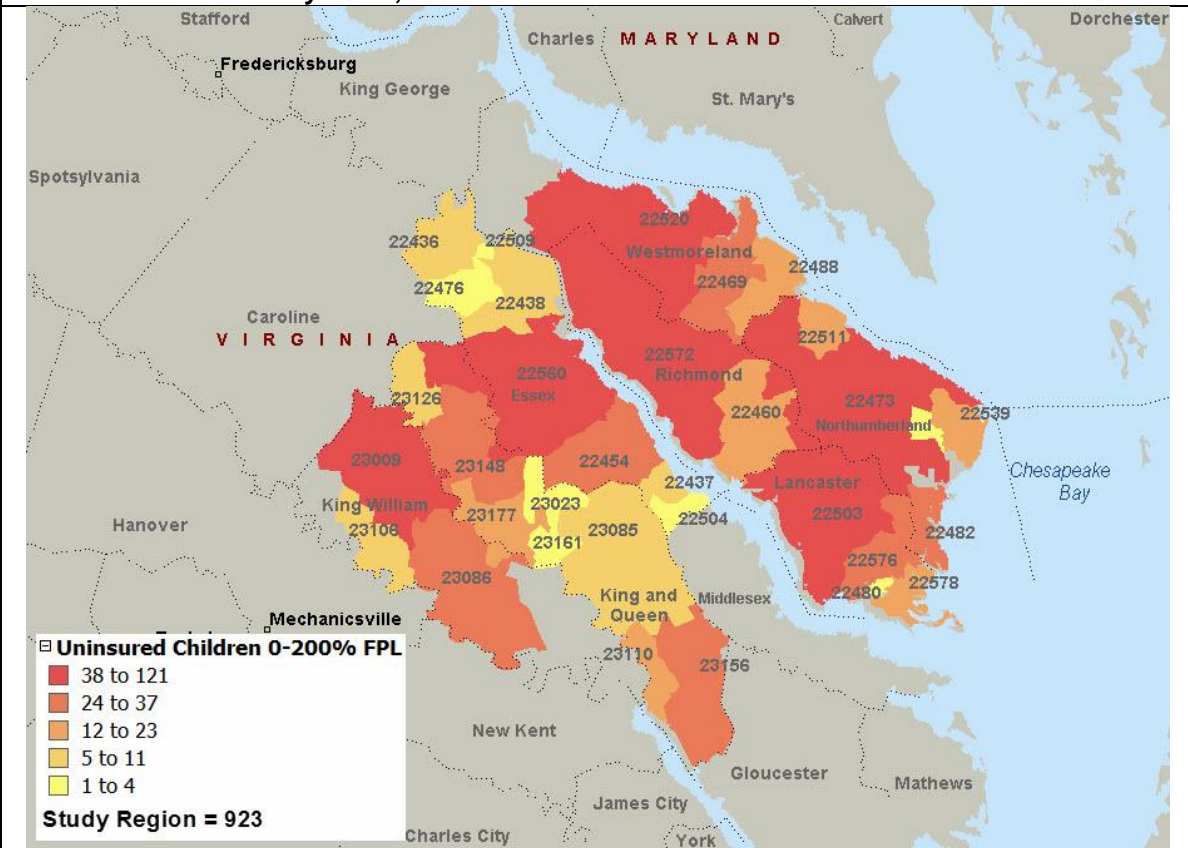 Stafford
Calvert
Dorchester
Charles
MARYLAND
Fredericksburg
King George
St. Mary's
Spotsylvania
22520
22436
22509
Westmoreland
22488
22476
22469
22438
Caroline
VIRGINIA
22511
22572
Richmond
22560
Essex
23126
22473
22460
22539
Northumberland
23009
23148
22454
Chesapeake
Bay
22437
Lancaster
King William
23023
23177
22504
22503
Hanover
23106
23085
22482
23161
22576
23086
22578
22480
King and
Queen
Middlesex
Mechanicsville
23110
23156
Uninsured Children 0-200% FPL
38 to 121
24 to 37
12 to 23
5 to 11
1 to 4
Study Region = 923
New Kent
Gloucester
Mathews
James City
Charles City
York